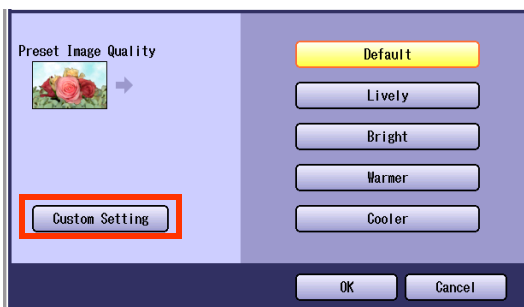 Preset Image Quality
Custom Setting
Default
Lively
Bright
Warmer
Cooler
OK
Cancel